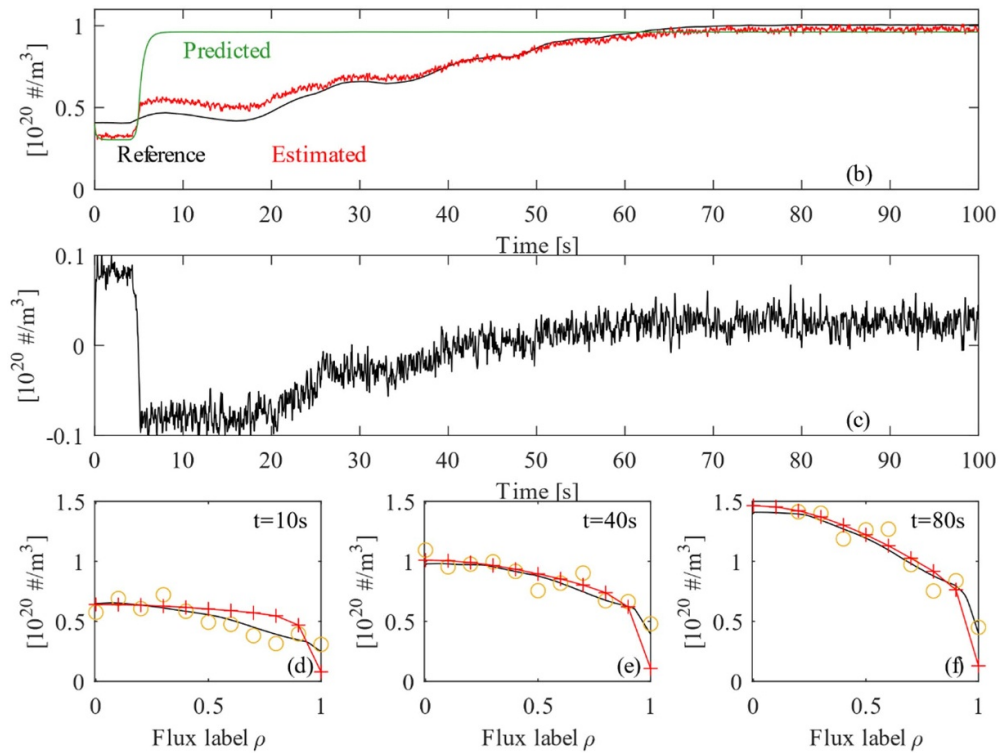 1
0.5
0
[10^20 #/m^3]
Predicted
Reference
Estimated
(b)
0 10 20 30 40 50 60 70 80 90 100
Time [s]
0.1
0
-0.1
[10^20 #/m^3]
(c)
0 10 20 30 40 50 60 70 80 90 100
Time [s]
1.5
1
0.5
0
[10^20 #/m^3]
t=10s
(d)
0 0.5 1
Flux label ρ
1.5
1
0.5
0
[10^20 #/m^3]
t=40s
(e)
0 0.5 1
Flux label ρ
1.5
1
0.5
0
[10^20 #/m^3]
t=80s
(f)
0 0.5 1
Flux label ρ